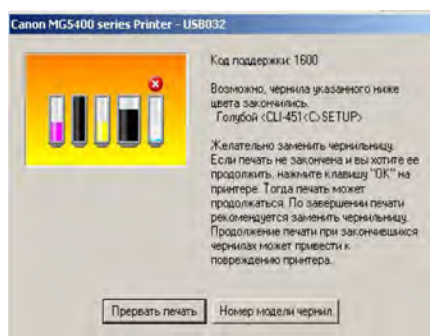 Canon MG5400 series Printer - USB032
Код поддержки: 1600
Возможно, чернила указанного ниже
цвета закончились.
Голубой <CLI-451<C>SETUP>
Желательно заменить чернильницу.
Если печать не закончена и вы хотите ее
продолжить, нажмите клавишу "ОК" на
принтере. Тогда печать может
продолжаться. По завершении печати
рекомендуется заменить чернильницу.
Продолжение печати при закончившихся
чернилах может привести к
повреждению принтера.
Прервать печать
Номер модели чернил